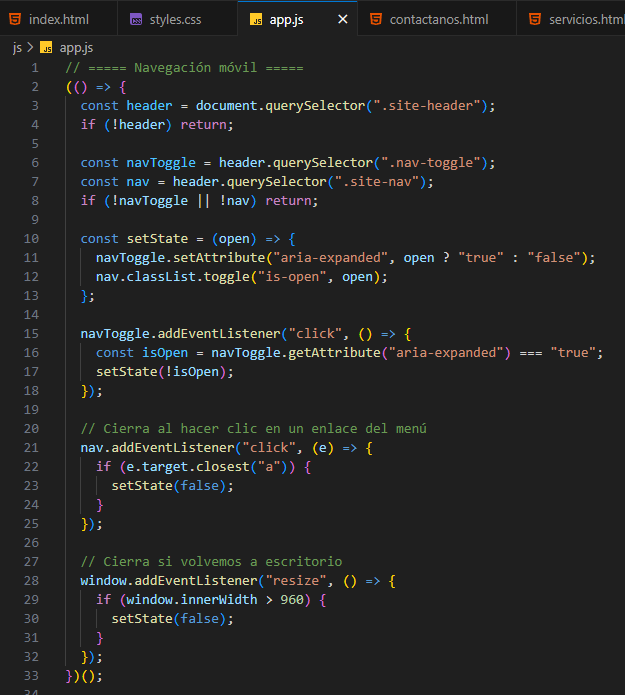 index.html styles.css app.js × contactanos.html servicios.html
js > app.js
1 // ===== Navegación móvil =====
2 (() => {
3 const header = document.querySelector(".site-header");
4 if (!header) return;
5
6 const navToggle = header.querySelector(".nav-toggle");
7 const nav = header.querySelector(".site-nav");
8 if (!navToggle || !nav) return;
9
10 const setState = (open) => {
11 navToggle.setAttribute("aria-expanded", open ? "true" : "false");
12 nav.classList.toggle("is-open", open);
13 };
14
15 navToggle.addEventListener("click", () => {
16 const isOpen = navToggle.getAttribute("aria-expanded") === "true";
17 setState(!isOpen);
18 });
19
20 // Cierra al hacer clic en un enlace del menú
21 nav.addEventListener("click", (e) => {
22 if (e.target.closest("a")) {
23 setState(false);
24 }
25 });
26
27 // Cierra si volvemos a escritorio
28 window.addEventListener("resize", () => {
29 if (window.innerWidth > 960) {
30 setState(false);
31 }
32 });
33 })();
34